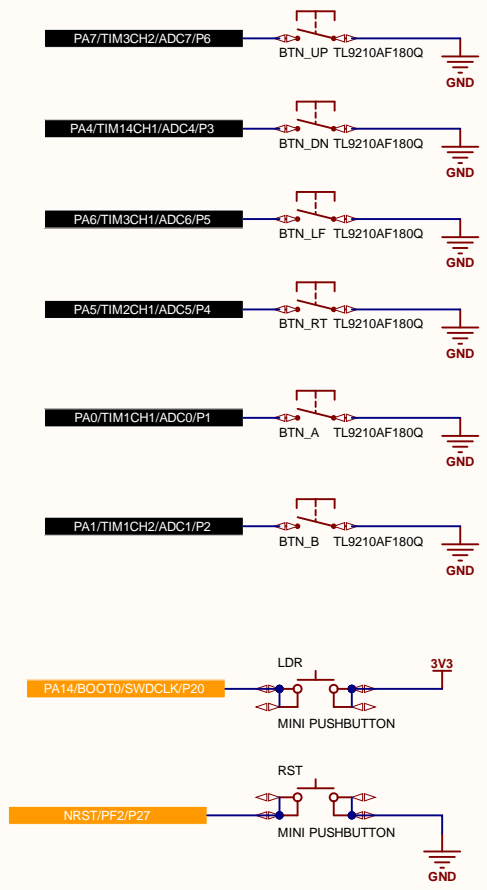 PA7/TIM3CH2/ADC7/P6
BTN_UP TL9210AF180Q
GND
PA4/TIM14CH1/ADC4/P3
BTN_DN TL9210AF180Q
GND
PA6/TIM3CH1/ADC6/P5
BTN_LF TL9210AF180Q
GND
PA5/TIM2CH1/ADC5/P4
BTN_RT TL9210AF180Q
GND
PA0/TIM1CH1/ADC0/P1
BTN_A TL9210AF180Q
GND
PA1/TIM1CH2/ADC1/P2
BTN_B TL9210AF180Q
GND
LDR
3V3
PA14/BOOT0/SWDCLK/P20
MINI PUSHBUTTON
RST
NRST/PF2/P27
MINI PUSHBUTTON
GND